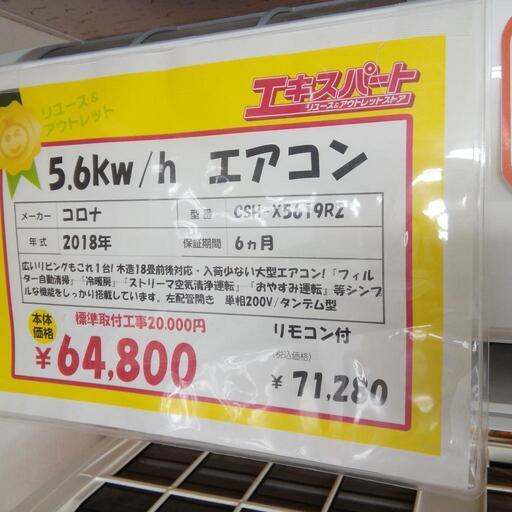 リユース&
アウトレット
エキスパート
リユース&アウトレットストア
5.6kw/h エアコン
メーカー コロナ 型番 CSH-X5619R2
年式 2018年 保証期間 6ヵ月
広いリビングもこれ1台!木造18畳前後対応・入荷少ない大型エアコン!「フィル
ター自動清掃」「冷暖房」「ストリーマ空気清浄運転」「おやすみ運転」等シンプ
ルな機能をしっかり搭載しています。左配管開き 単相200V/タンデム型
本体
価格
標準取付工事20.000円
リモコン付
¥64,800
(税込価格)
¥ 71,280